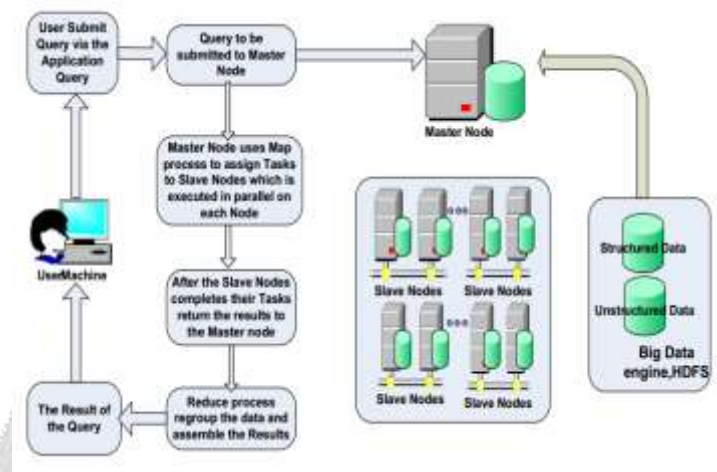 User Submit
Query via the
Application
Query
Query to be
submitted to Master
Node
Master Node
Master Node uses Map
process to assign Tasks
to Slave Nodes which is
executed in parallel on
each Node
UserMachine
After the Slave Nodes
completes their Tasks
return the results to
the Master node
The Result of
the Query
Reduce process
regroup the data and
assemble the Results
Slave Nodes
Slave Nodes
Slave Nodes
Slave Nodes
Structured Data
Unstructured Data
Big Data
engine,HDFS